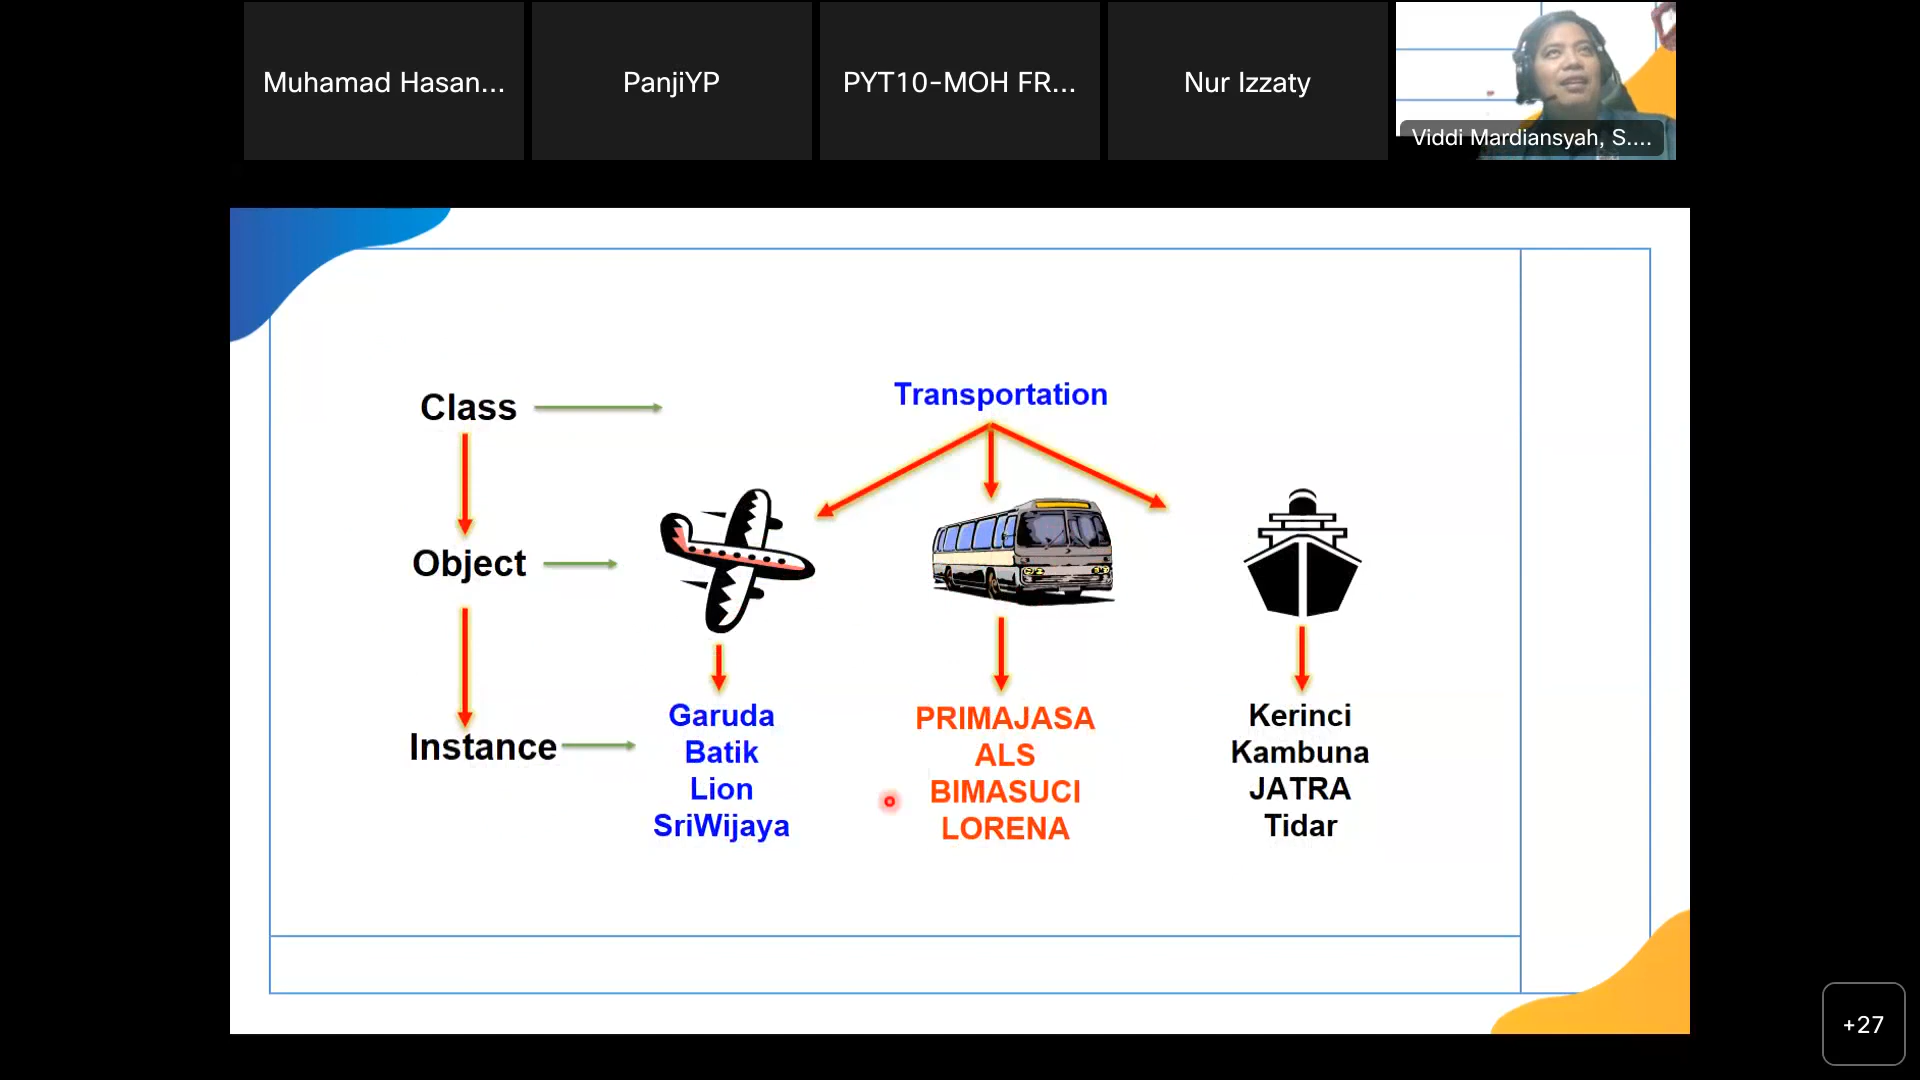 Muhamad Hasan...
PanjiYP
PYT10-MOH FR...
Nur Izzaty
Viddi Mardiansyah, S....
Class
Transportation
Object
Instance
Garuda
Batik
Lion
SriWijaya
PRIMAJASA
ALS
BIMASUCI
LORENA
Kerinci
Kambuna
JATRA
Tidar
+27